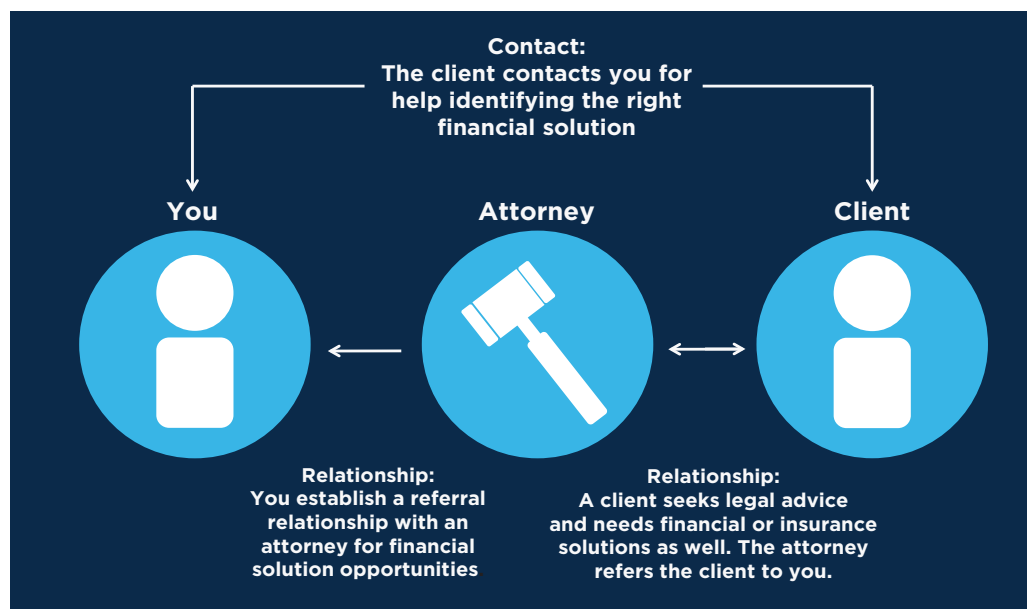 Contact:
The client contacts you for
help identifying the right
financial solution
You
Attorney
Client
Relationship:
You establish a referral
relationship with an
attorney for financial
solution opportunities
Relationship:
A client seeks legal advice
and needs financial or insurance
solutions as well. The attorney
refers the client to you.